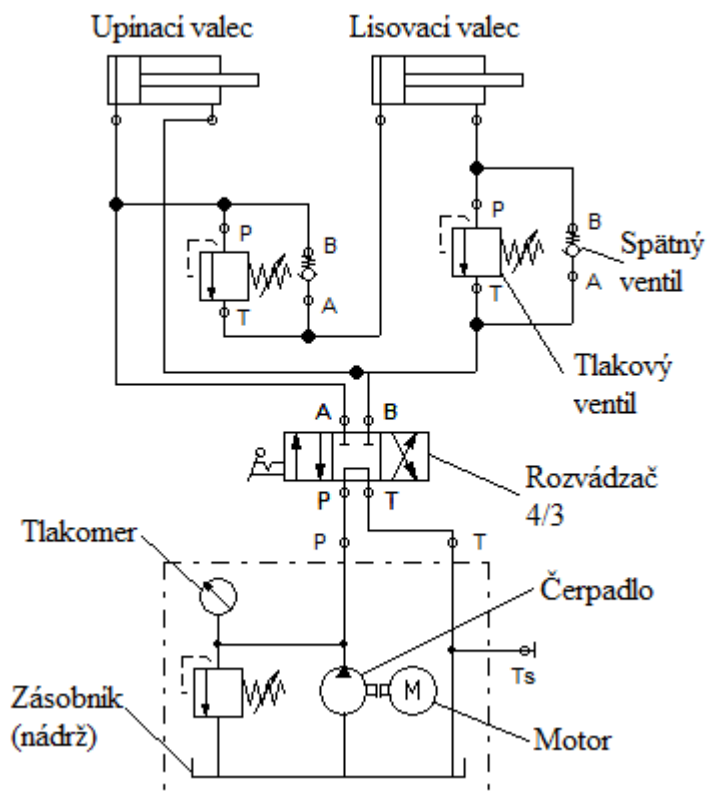 Upínací valec
Lisovací valec
P
B
T
A
P
B
T
A
Spätný
ventil
Tlakový
ventil
A
B
P
T
Rozvádzač
4/3
Tlakomer
P
T
Čerpadlo
Ts
M
Zásobník
(nádrž)
Motor